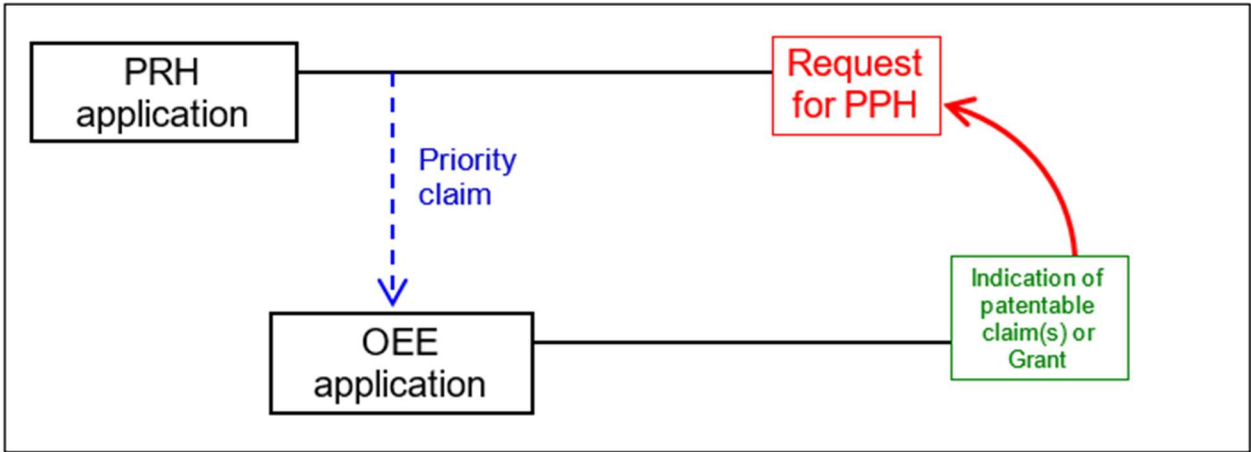 PRH
application
Request
for PPH
Priority
claim
OEE
application
Indication of
patentable
claim(s) or
Grant